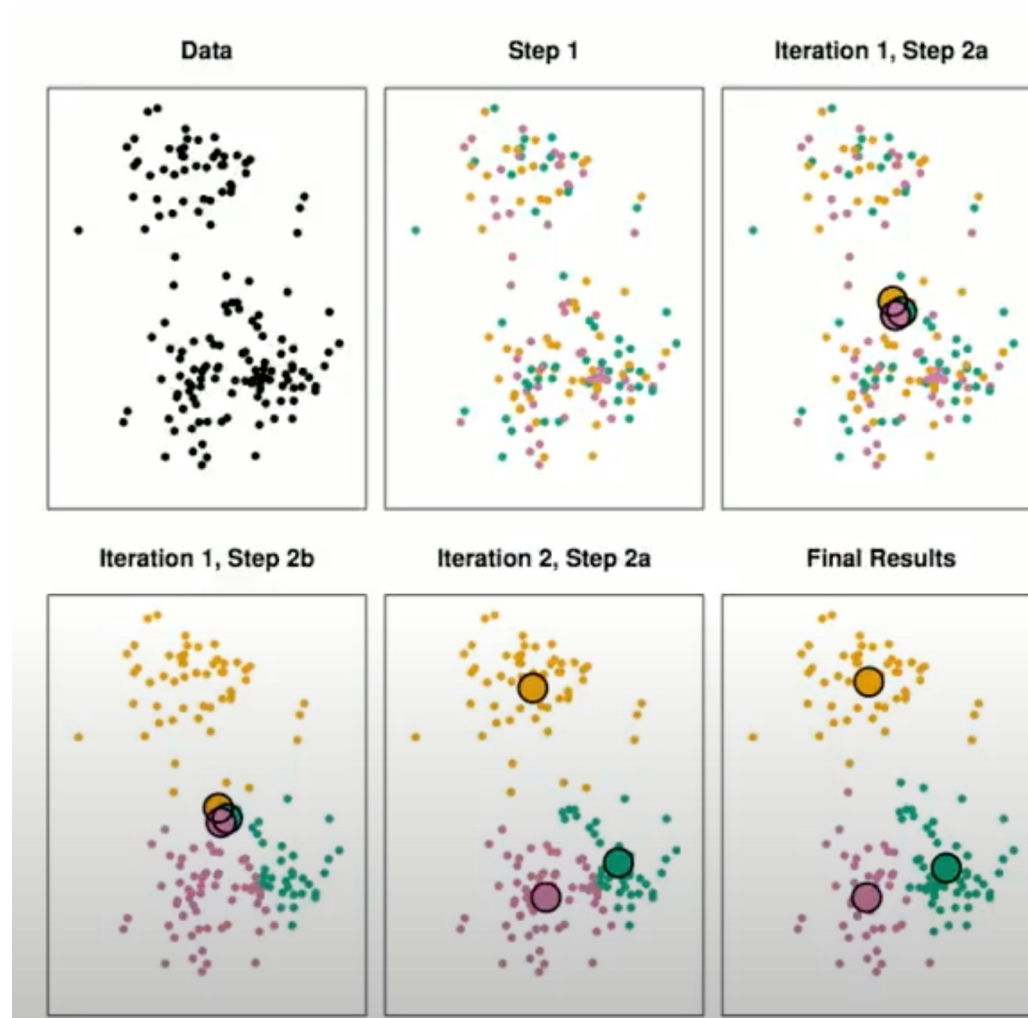 Data
Step 1
Iteration 1, Step 2a
Iteration 1, Step 2b
Iteration 2, Step 2a
Final Results